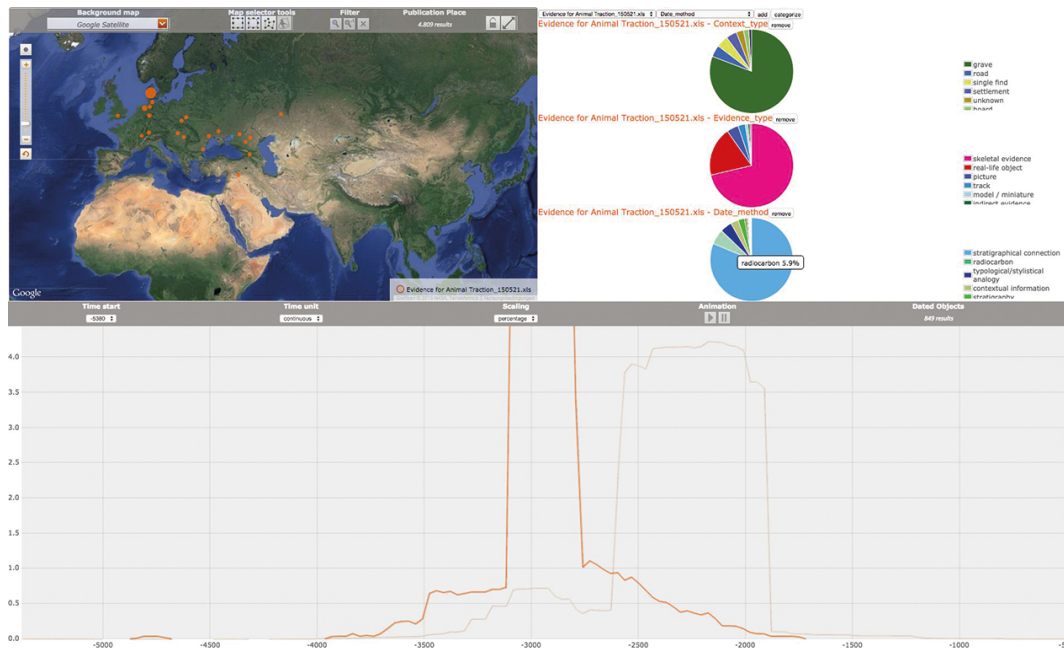 Background map
Google Satellite
Map selector tools
Filter
Publication Place
4.809 results
Google
Evidence for Animal Traction_150521.xls
Evidence for Animal Traction_150521.xls
Date_method
add
categorize
Evidence for Animal Traction_150521.xls - Context_type
remove
grave
road
single find
settlement
unknown
hoard
Evidence for Animal Traction_150521.xls - Evidence_type
remove
skeletal evidence
real-life object
picture
track
model / miniature
indirect evidence
Evidence for Animal Traction_150521.xls - Date_method
remove
radiocarbon 5.9%
stratigraphical connection
radiocarbon
typological/stylistical
analogy
contextual information
stratigraphy
Time start
-5380
Time unit
continuous
Scaling
percentage
Animation
Dated Objects
849 results
4.0
3.5
3.0
2.5
2.0
1.5
1.0
0.5
0.0
-5000
-4500
-4000
-3500
-3000
-2500
-2000
-1500
-1000